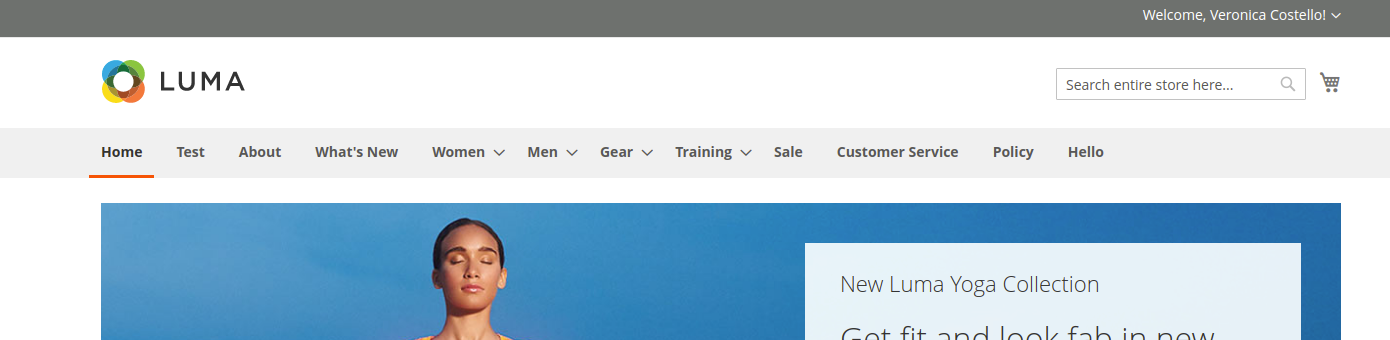 Welcome, Veronica Costello!
LUMA
Search entire store here...
Home Test About What's New Women Men Gear Training Sale Customer Service Policy Hello
New Luma Yoga Collection
Get fit and look fab in new